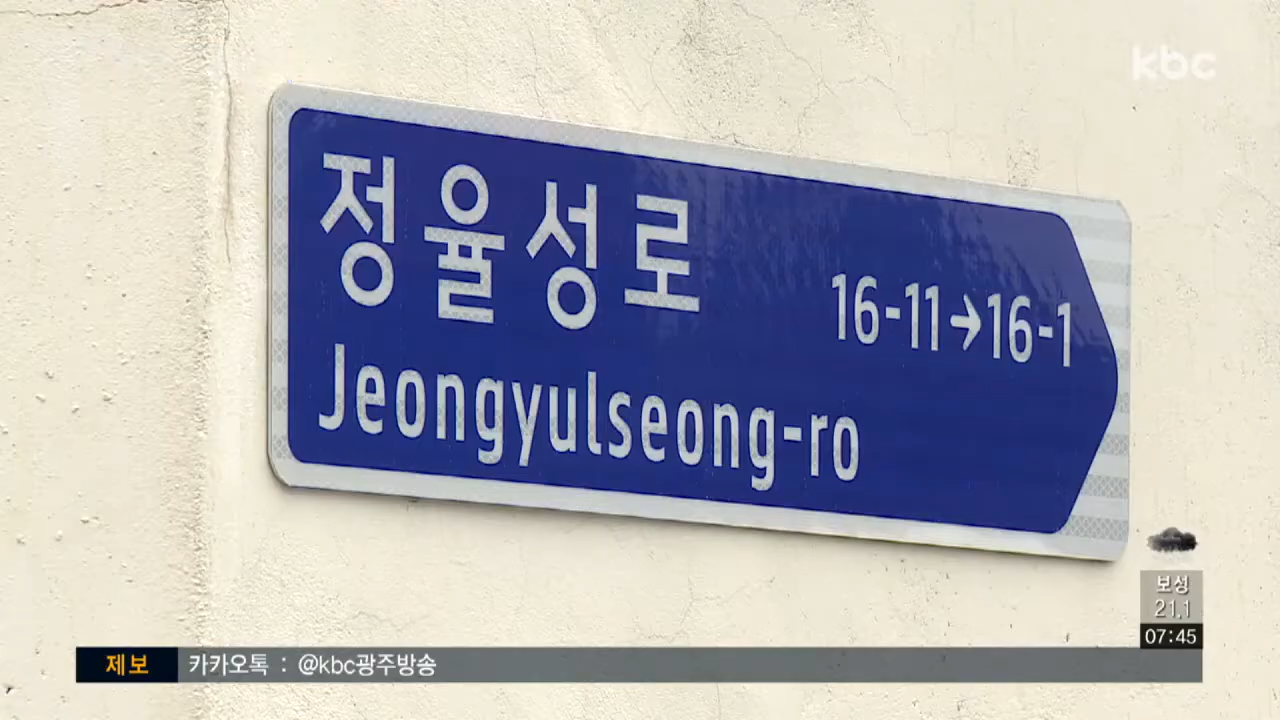 kbc
정율성로
16-11→16-1
Jeongyulseong-ro
보성
21.1
07:45
제보
카카오톡 : @kbc광주방송